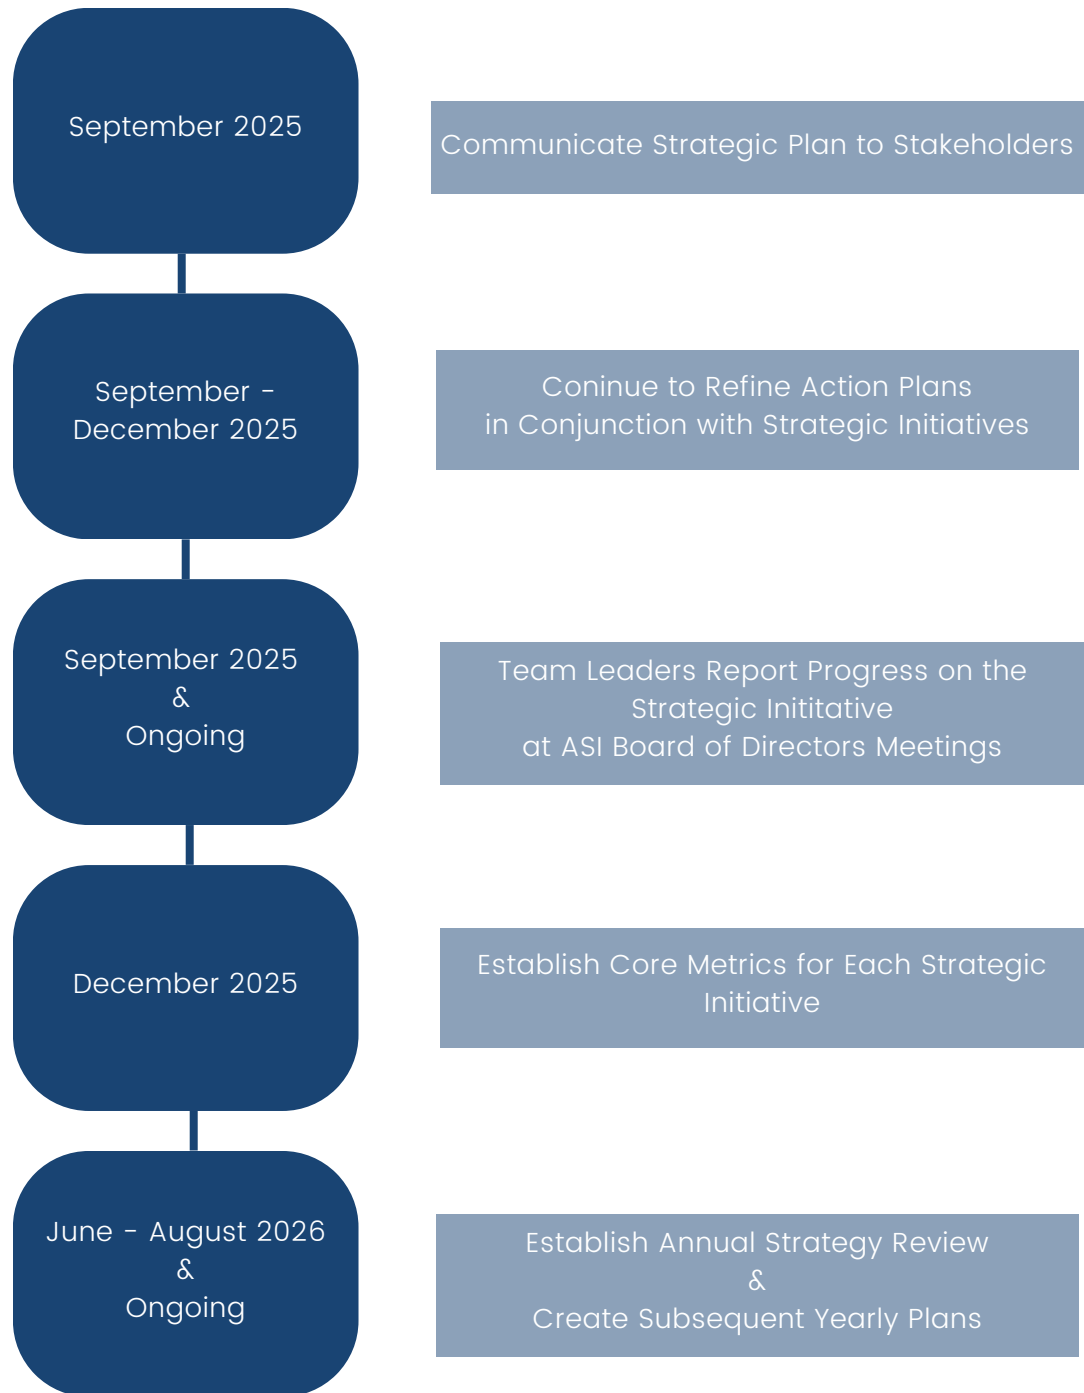 September 2025
Communicate Strategic Plan to Stakeholders
September -
December 2025
Coninue to Refine Action Plans
in Conjunction with Strategic Initiatives
September 2025
&
Ongoing
Team Leaders Report Progress on the
Strategic Inititative
at ASI Board of Directors Meetings
December 2025
Establish Core Metrics for Each Strategic
Initiative
June - August 2026
&
Ongoing
Establish Annual Strategy Review
&
Create Subsequent Yearly Plans